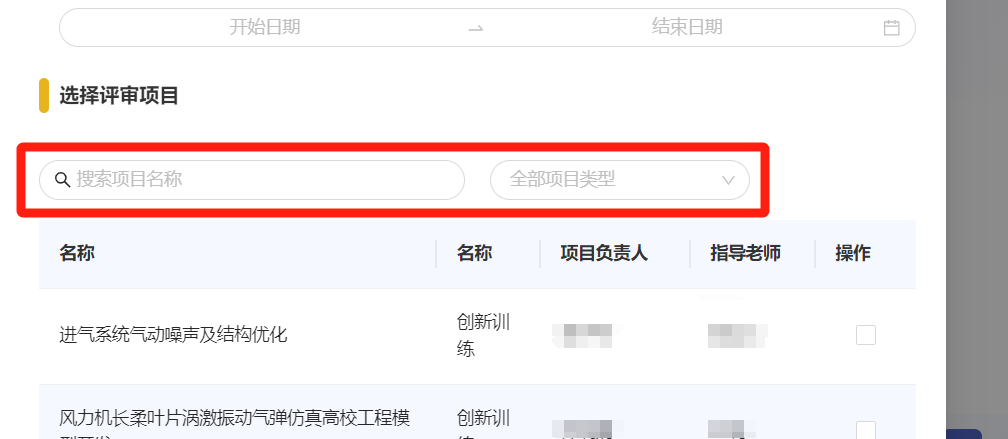 开始日期 → 结束日期
选择评审项目
搜索项目名称 全部项目类型
名称 名称 项目负责人 指导老师 操作
进气系统气动噪声及结构优化 创新训
练
风力机长柔叶片涡激振动气弹仿真高校工程模 创新训